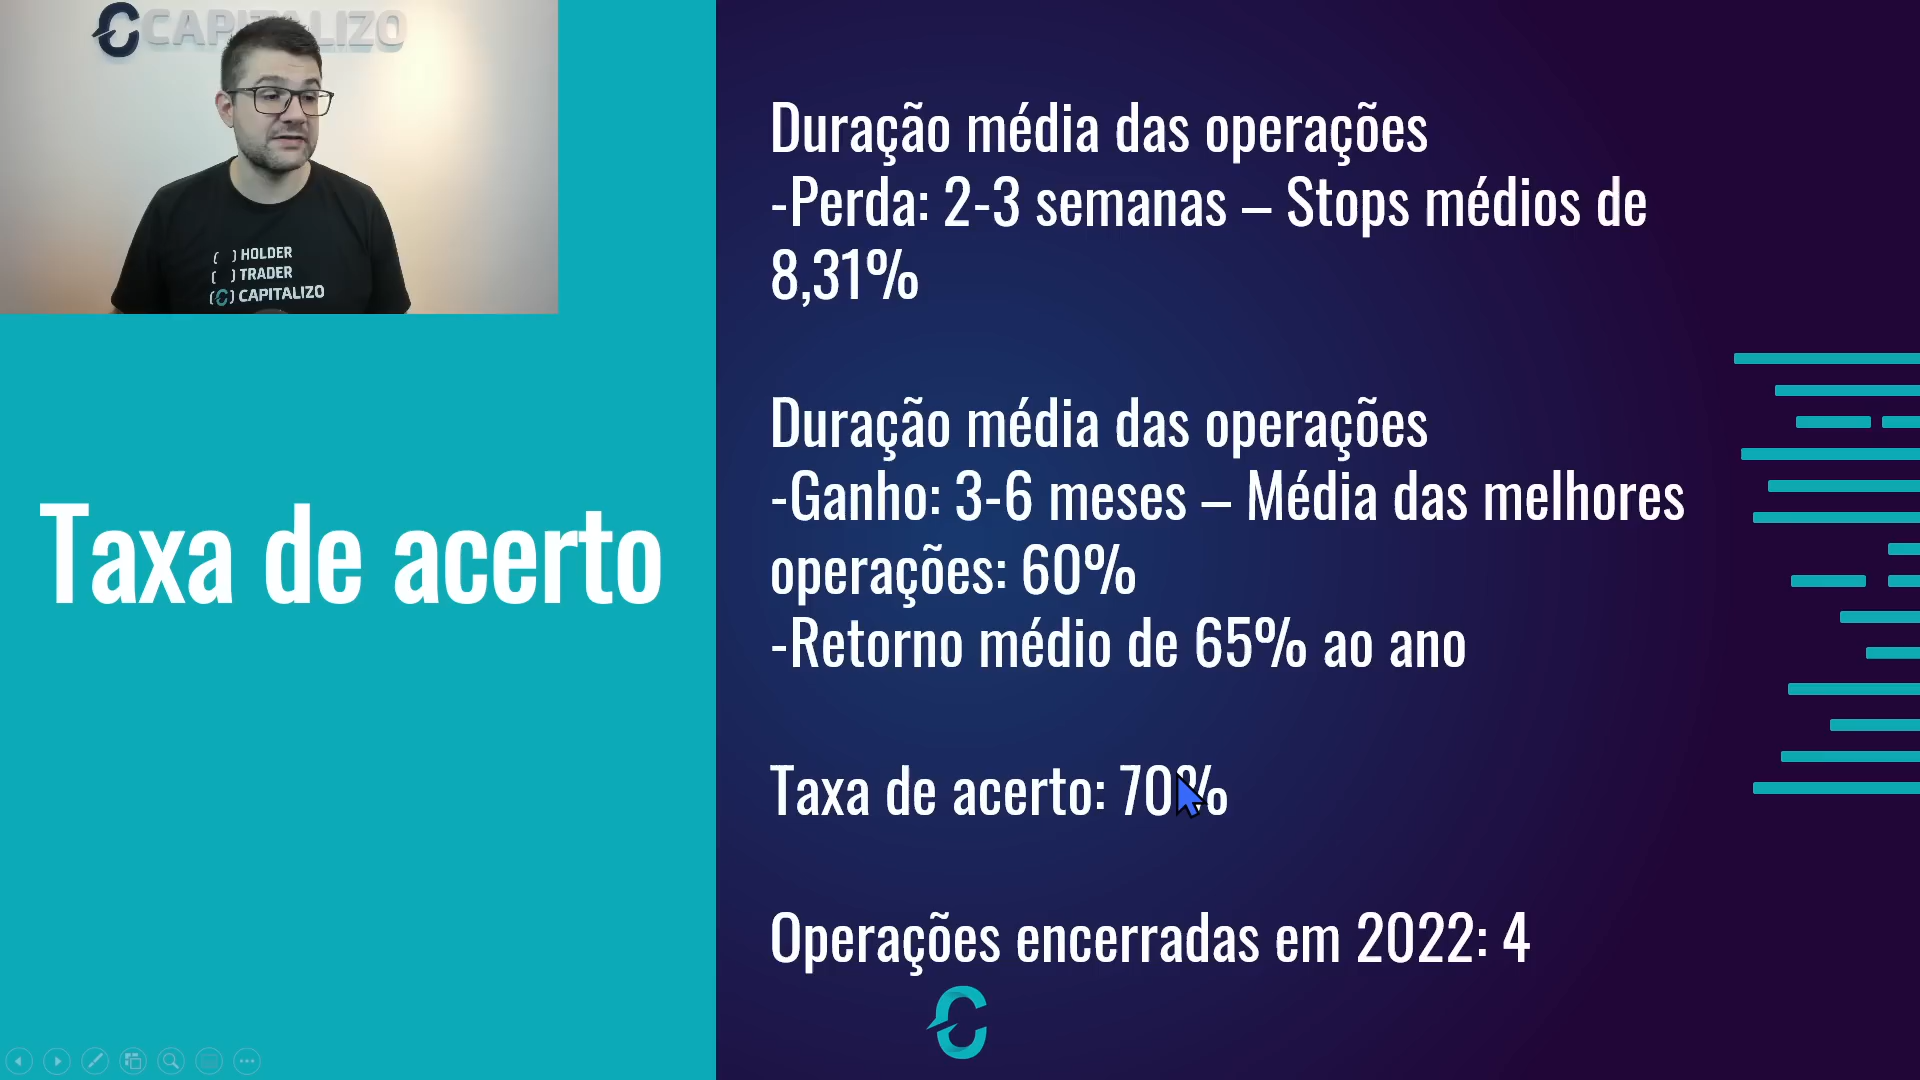 CAPITALIZO
( ) HOLDER
( ) TRADER
( ) CAPITALIZO
Taxa de acerto
Duração média das operações
-Perda: 2-3 semanas – Stops médios de
8,31%
Duração média das operações
-Ganho: 3-6 meses – Média das melhores
operações: 60%
-Retorno médio de 65% ao ano
Taxa de acerto: 70%
Operações encerradas em 2022: 4